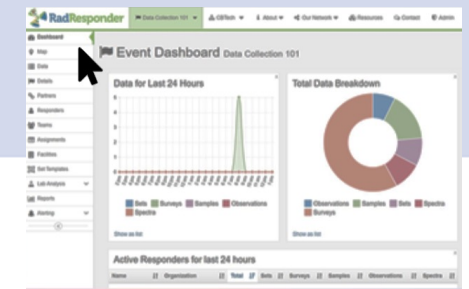 RadResponder
Data Collection 101
CBTech
About
Our Network
Resources
Contact
Admin
Dashboard
Map
Data
Details
Partners
Responders
Teams
Assignments
Facilities
Set Templates
Lab Analysis
Reports
Alerting
Event Dashboard Data Collection 101
Data for Last 24 Hours
Sets Surveys Samples Observations
Spectra
Show as list
Total Data Breakdown
Observations Samples Sets Spectra
Surveys
Show as list
Active Responders for last 24 hours
Name Organization Total Sets Surveys Samples Observations Spectra